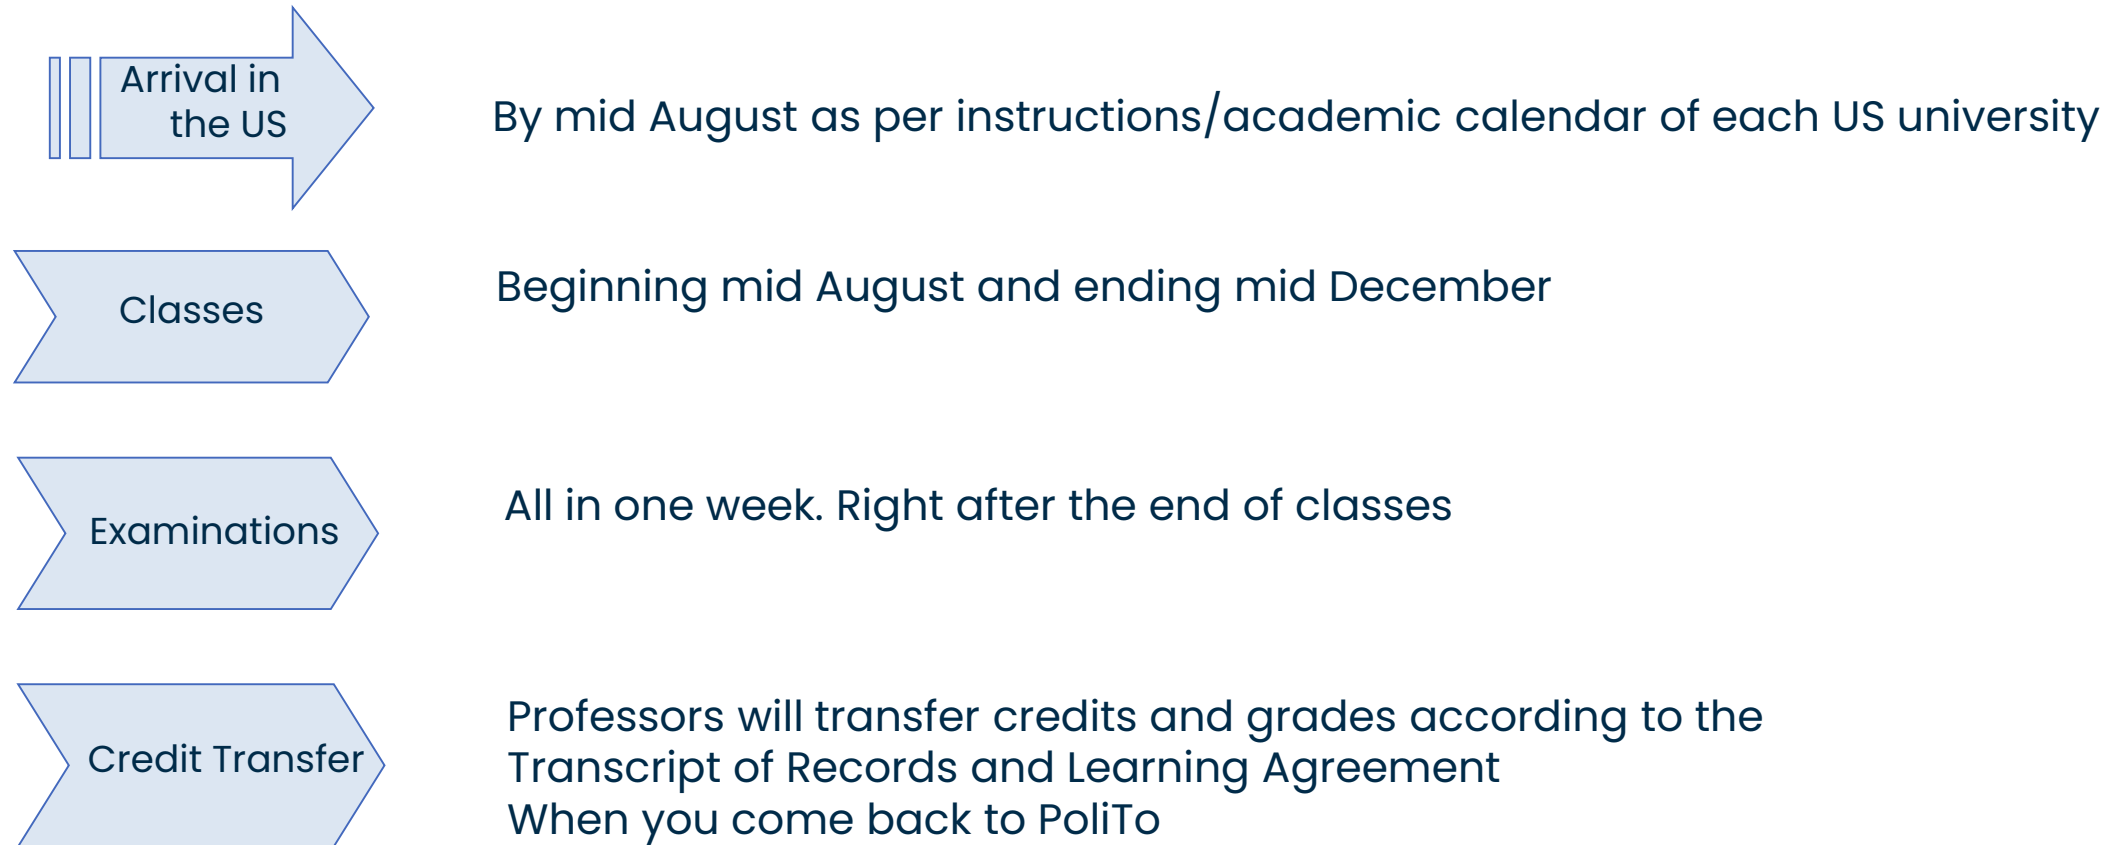 Arrival in
the US
By mid August as per instructions/academic calendar of each US university
Classes
Beginning mid August and ending mid December
Examinations
All in one week. Right after the end of classes
Credit Transfer
Professors will transfer credits and grades according to the
Transcript of Records and Learning Agreement
When you come back to PoliTo